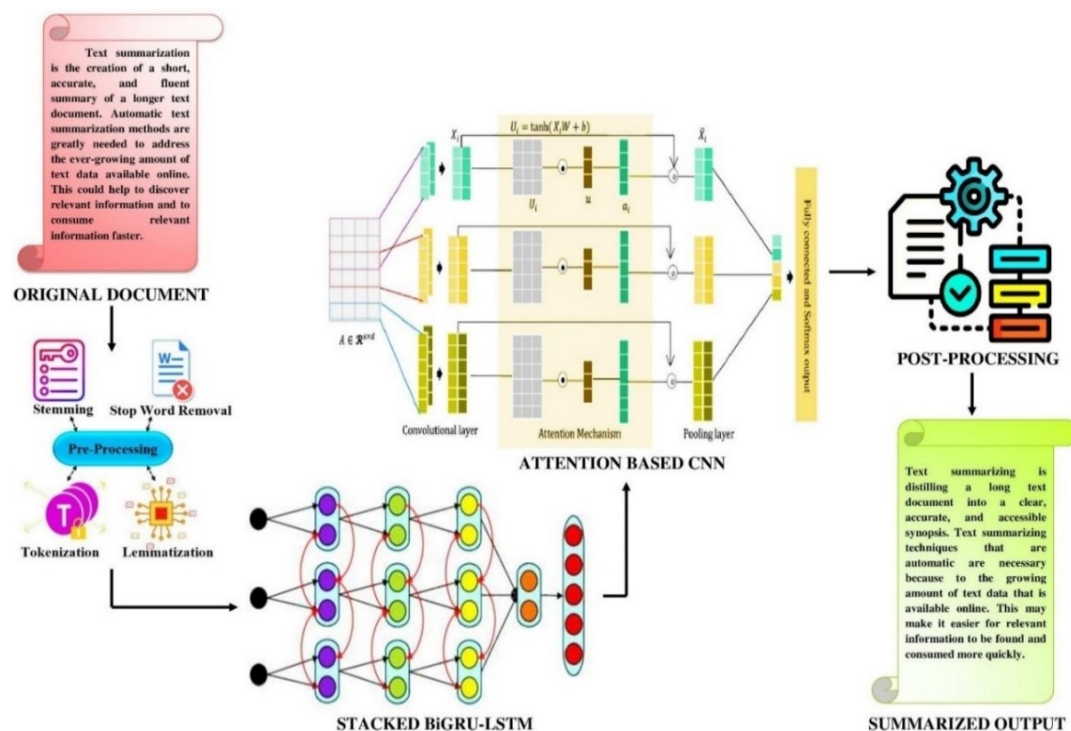 Text summarization
is the creation of a short,
accurate, and fluent
summary of a longer text
document. Automatic text
summarization methods are
greatly needed to address
the ever-growing amount of
text data available online.
This could help to discover
relevant information and to
consume relevant
information faster.
ORIGINAL DOCUMENT
Stemming
Stop Word Removal
Pre-Processing
T
W
Tokenization
Lemmatization
STACKED BiGRU-LSTM
U_i = tanh(X_iW + b)
X_i
X̃_i
U_i
u
a_i
A ∈ ℛ^{s×d}
Convolutional layer
Attention Mechanism
Pooling layer
ATTENTION BASED CNN
Fully connected and Softmax output
POST-PROCESSING
Text summarizing is
distilling a long text
document into a clear,
accurate, and accessible
synopsis. Text summarizing
techniques that are
automatic are necessary
because to the growing
amount of text data that is
available online. This may
make it easier for relevant
information to be found and
consumed more quickly.
SUMMARIZED OUTPUT